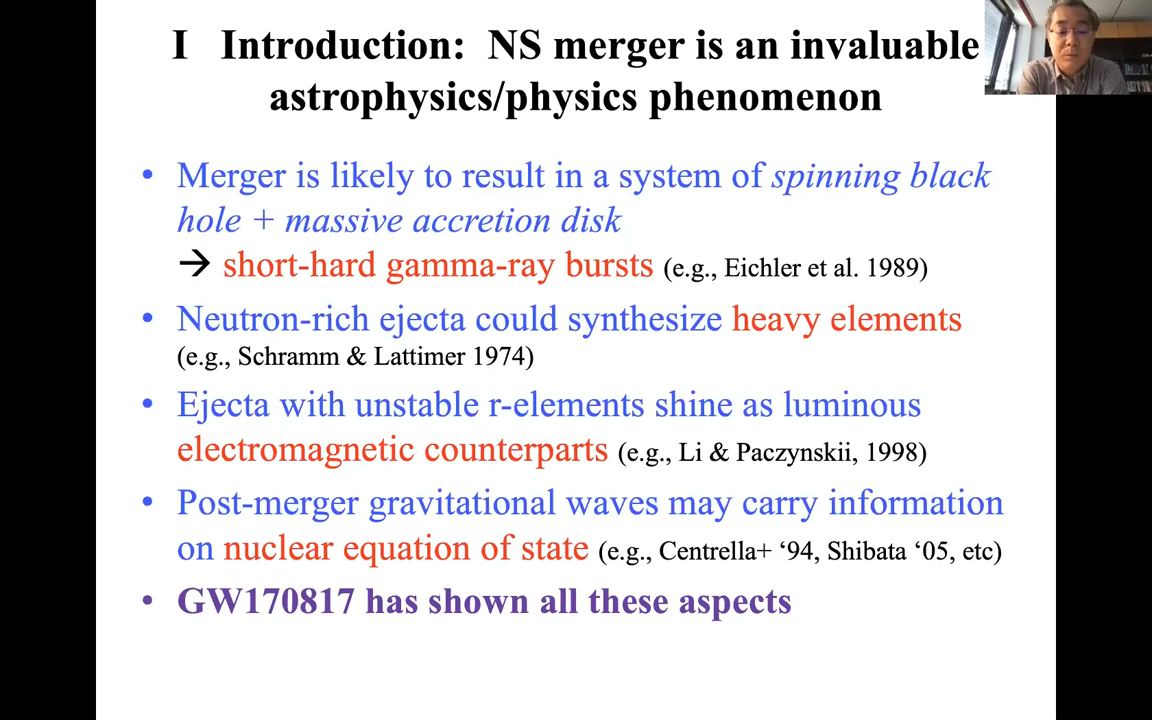 I Introduction: NS merger is an invaluable
astrophysics/physics phenomenon
• Merger is likely to result in a system of spinning black
hole + massive accretion disk
→ short-hard gamma-ray bursts (e.g., Eichler et al. 1989)
• Neutron-rich ejecta could synthesize heavy elements
(e.g., Schramm & Lattimer 1974)
• Ejecta with unstable r-elements shine as luminous
electromagnetic counterparts (e.g., Li & Paczynskii, 1998)
• Post-merger gravitational waves may carry information
on nuclear equation of state (e.g., Centrella+ ‘94, Shibata ‘05, etc)
• GW170817 has shown all these aspects